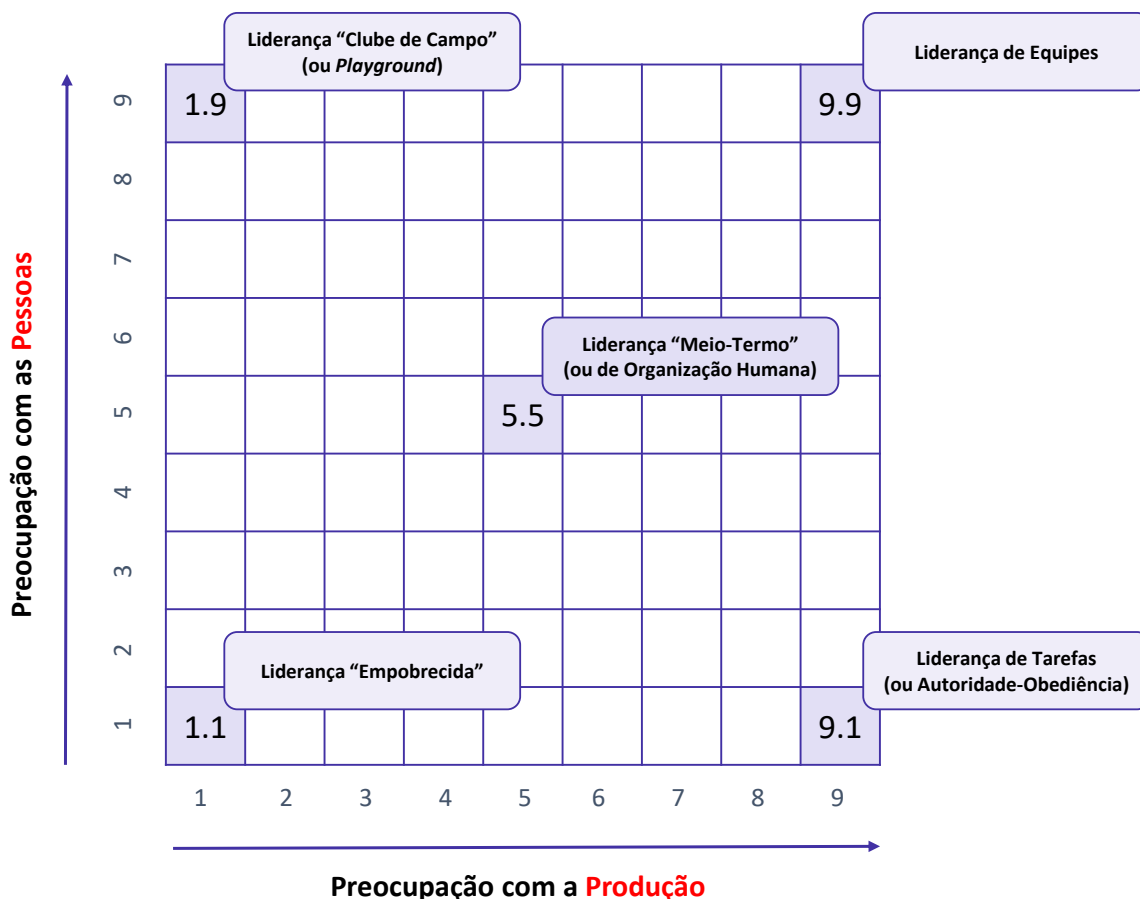 Liderança “Clube de Campo”
(ou Playground)
Liderança de Equipes
9
1.9
9.9
8
7
6
Liderança “Meio-Termo”
(ou de Organização Humana)
5
5.5
4
3
2
Liderança “Empobrecida”
Liderança de Tarefas
(ou Autoridade-Obediência)
1
1.1
9.1
Preocupação com as Pessoas
1 2 3 4 5 6 7 8 9
Preocupação com a Produção